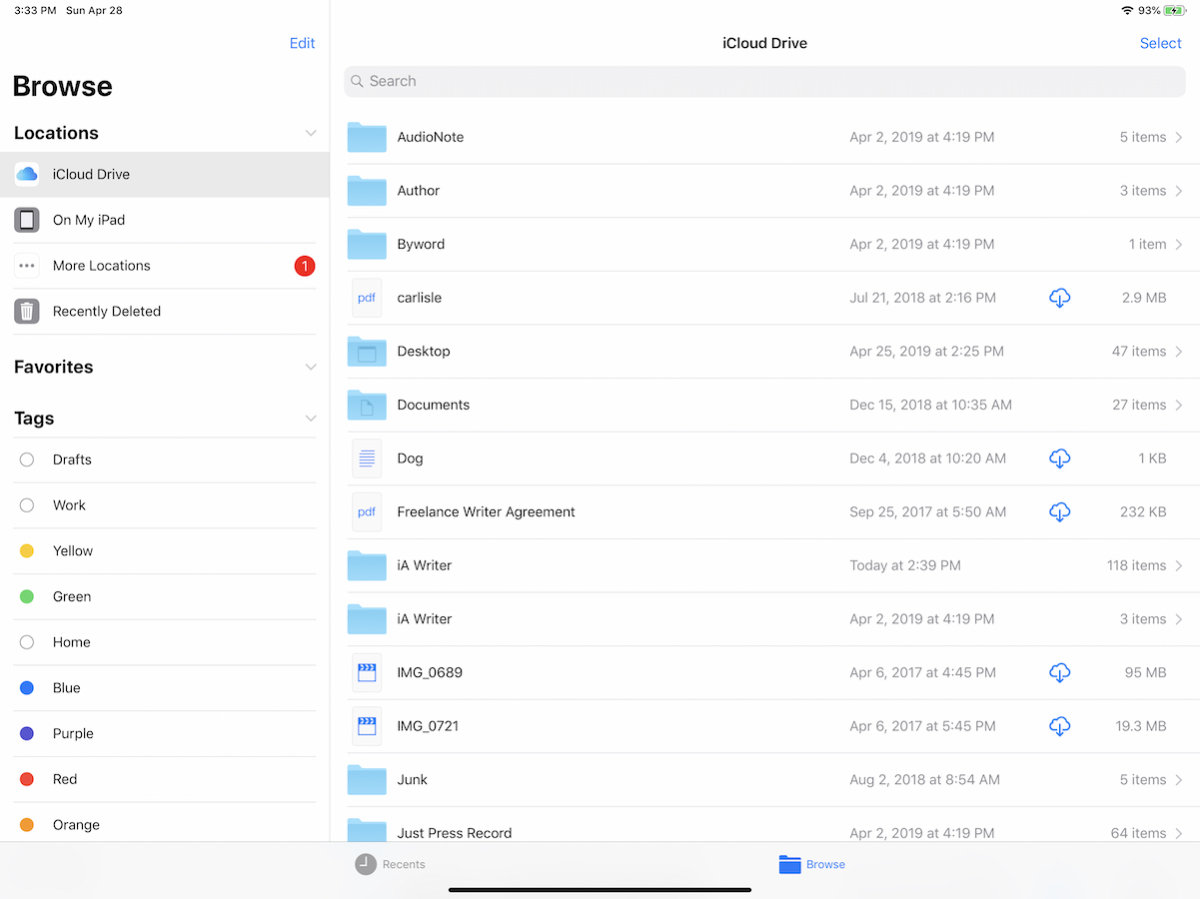 3:33 PM Sun Apr 28
93%
Edit
Browse
Locations
iCloud Drive
On My iPad
More Locations
1
Recently Deleted
Favorites
Tags
Drafts
Work
Yellow
Green
Home
Blue
Purple
Red
Orange
iCloud Drive
Select
Search
AudioNote Apr 2, 2019 at 4:19 PM 5 items
Author Apr 2, 2019 at 4:19 PM 3 items
Byword Apr 2, 2019 at 4:19 PM 1 item
pdf carlisle Jul 21, 2018 at 2:16 PM 2.9 MB
Desktop Apr 25, 2019 at 2:25 PM 47 items
Documents Dec 15, 2018 at 10:35 AM 27 items
Dog Dec 4, 2018 at 10:20 AM 1 KB
pdf Freelance Writer Agreement Sep 25, 2017 at 5:50 AM 232 KB
iA Writer Today at 2:39 PM 118 items
iA Writer Apr 2, 2019 at 4:19 PM 3 items
IMG_0689 Apr 6, 2017 at 4:45 PM 95 MB
IMG_0721 Apr 6, 2017 at 5:45 PM 19.3 MB
Junk Aug 2, 2018 at 8:54 AM 5 items
Just Press Record Apr 2, 2019 at 4:19 PM 64 items
Recents
Browse